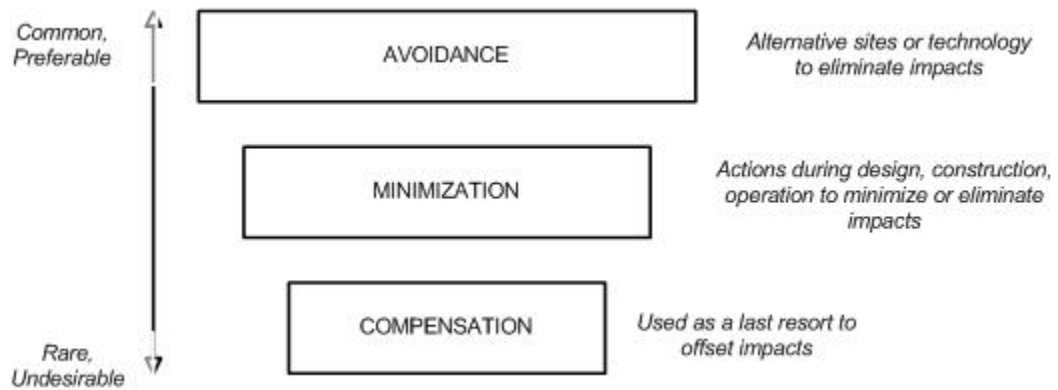 Common,
Preferable
AVOIDANCE
Alternative sites or technology
to eliminate impacts
MINIMIZATION
Actions during design, construction,
operation to minimize or eliminate
impacts
COMPENSATION
Used as a last resort to
offset impacts
Rare,
Undesirable